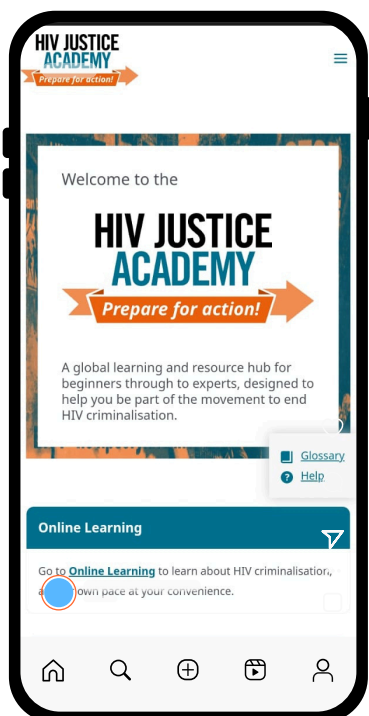 HIV JUSTICE
ACADEMY
Prepare for action!
Welcome to the
HIV JUSTICE
ACADEMY
Prepare for action!
A global learning and resource hub for
beginners through to experts, designed to
help you be part of the movement to end
HIV criminalisation.
Glossary
Help
Online Learning
Go to Online Learning to learn about HIV criminalisation,
own pace at your convenience.